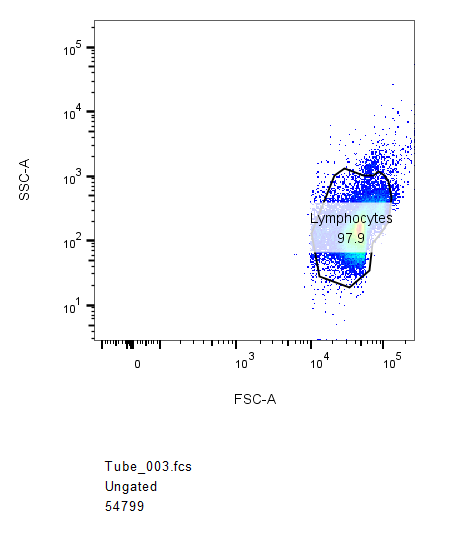 10^5
10^4
10^3
10^2
10^1
SSC-A
Lymphocytes
97.9
0 10^3 10^4 10^5
FSC-A
Tube_003.fcs
Ungated
54799